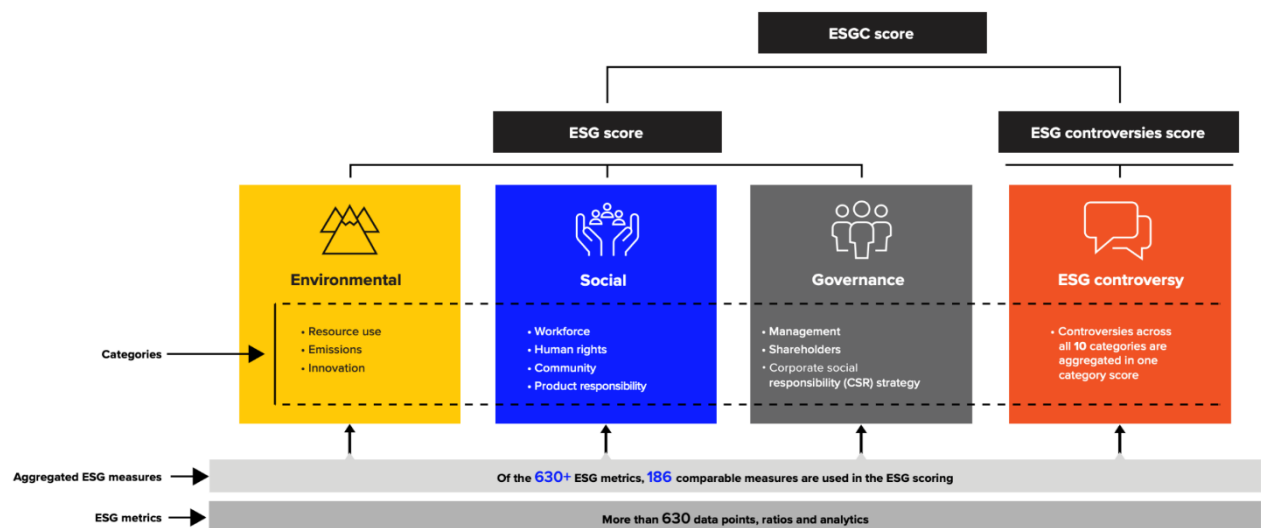 ESGC score
ESG score
ESG controversies score
Environmental
Social
Governance
ESG controversy
Categories
• Resource use
• Emissions
• Innovation
• Workforce
• Human rights
• Community
• Product responsibility
• Management
• Shareholders
• Corporate social
responsibility (CSR) strategy
• Controversies across
all 10 categories are
aggregated in one
category score
Aggregated ESG measures
Of the 630+ ESG metrics, 186 comparable measures are used in the ESG scoring
ESG metrics
More than 630 data points, ratios and analytics